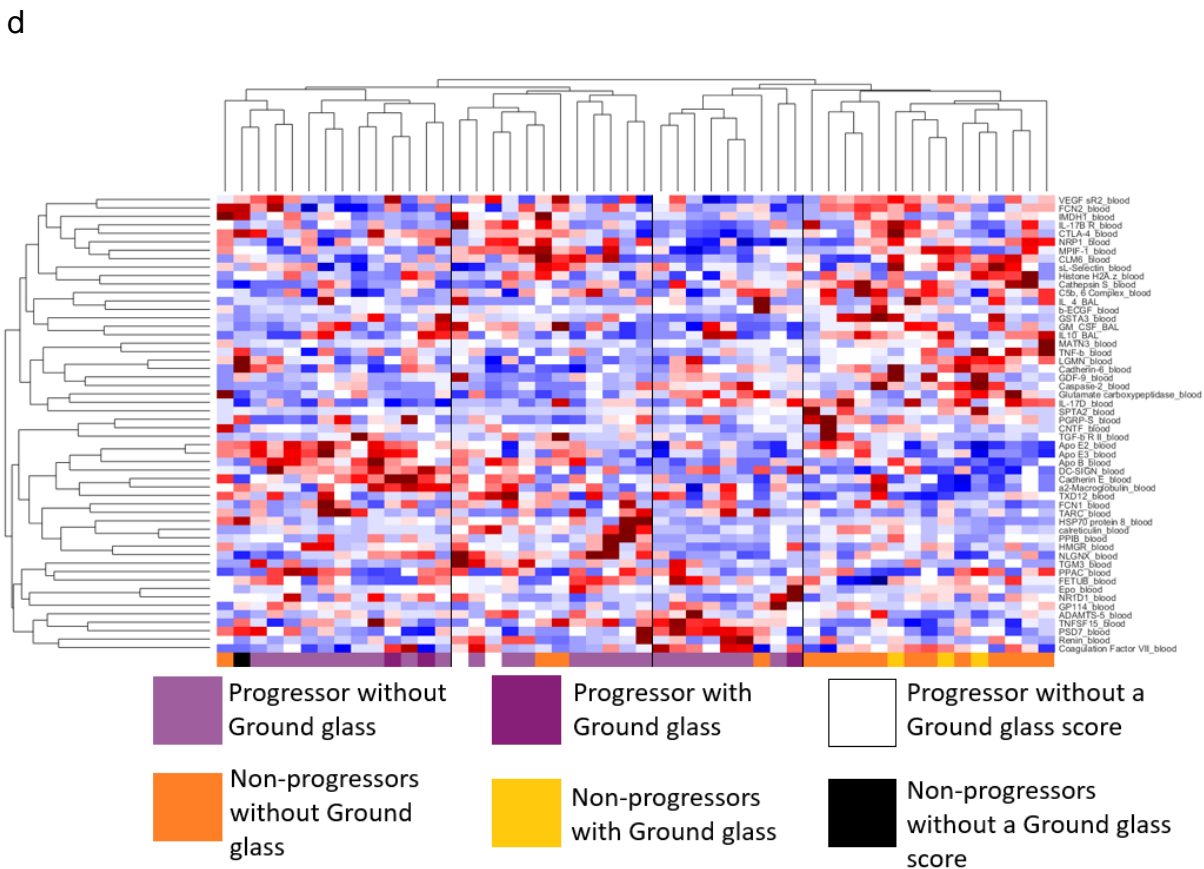 d
VEGF sR2_blood
FCN2_blood
IMDH1_blood
IL-17B R_blood
CTLA-4_blood
NRP1_blood
MPIF-1_blood
CLM6_blood
sL-Selectin_blood
Histone H2A.z_blood
Cathepsin S_blood
C5b, 6 Complex_blood
IL_4_BAL
b-ECGF_blood
GSTA3_blood
GM_CSF_BAL
IL10_BAL
MATN3_blood
TNF-b_blood
LGMN_blood
Cadherin-6_blood
GDF-9_blood
Caspase-2_blood
Glutamate carboxypeptidase_blood
IL-17D_blood
SPTA2_blood
PGRP-S_blood
CNTF_blood
TGF-b R II_blood
Apo E2_blood
Apo E3_blood
Apo B_blood
DC-SIGN_blood
Cadherin E_blood
a2-Macroglobulin_blood
TXD12_blood
FCN1_blood
TARC_blood
HSP70 protein 8_blood
calreticulin_blood
PPIB_blood
HMGR_blood
NLGNX_blood
TGM3_blood
PPAC_blood
FETUB_blood
Epo_blood
NR1D1_blood
GP114_blood
ADAMTS-5_blood
TNFSF15_blood
PSD7_blood
Renin_blood
Coagulation Factor VII_blood
Progressor without
Ground glass
Progressor with
Ground glass
Progressor without a
Ground glass score
Non-progressors
without Ground
glass
Non-progressors
with Ground glass
Non-progressors
without a Ground glass
score